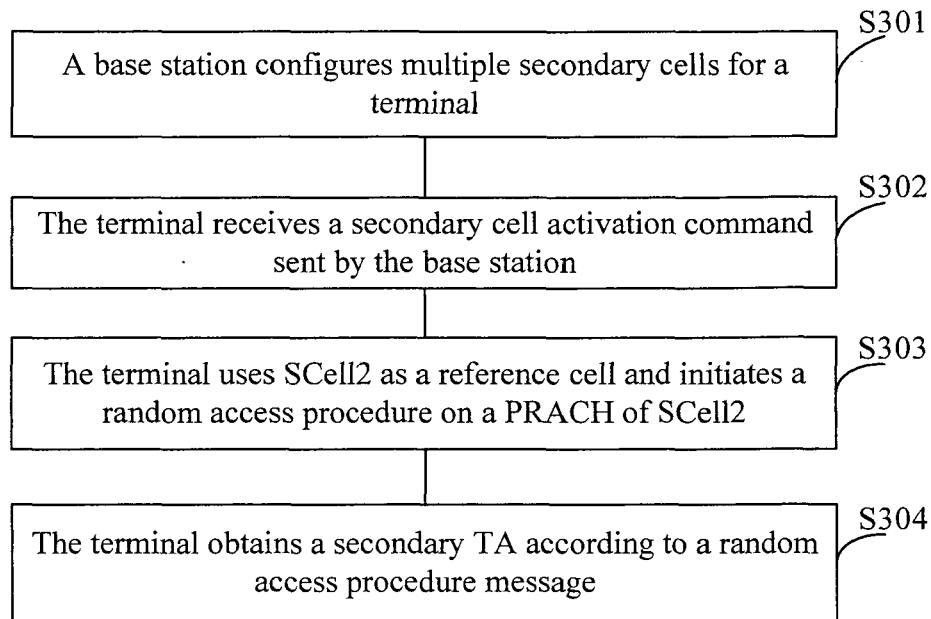 S301
A base station configures multiple secondary cells for a
terminal
S302
The terminal receives a secondary cell activation command
sent by the base station
S303
The terminal uses SCell2 as a reference cell and initiates a
random access procedure on a PRACH of SCell2
S304
The terminal obtains a secondary TA according to a random
access procedure message